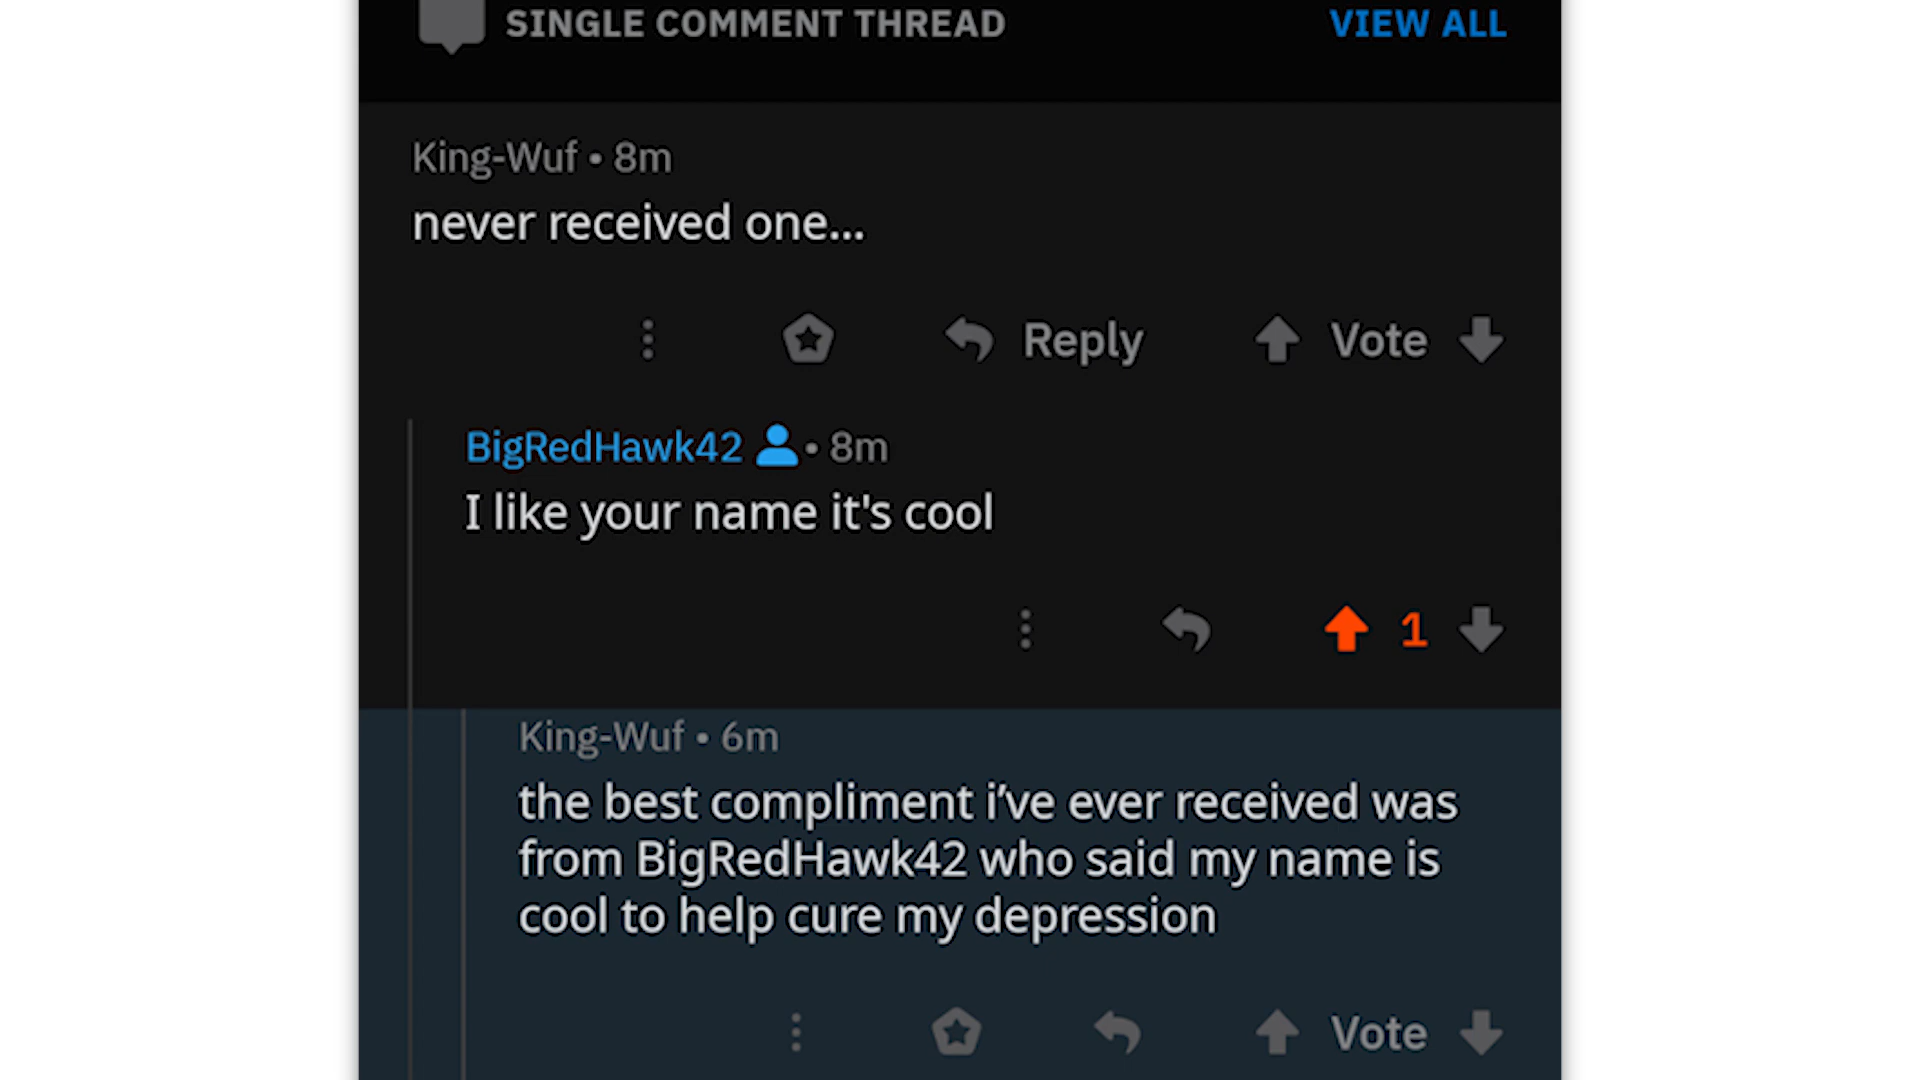 SINGLE COMMENT THREAD VIEW ALL
King-Wuf • 8m
never received one...
Reply Vote
BigRedHawk42 • 8m
I like your name it's cool
1
King-Wuf • 6m
the best compliment i’ve ever received was
from BigRedHawk42 who said my name is
cool to help cure my depression
Vote